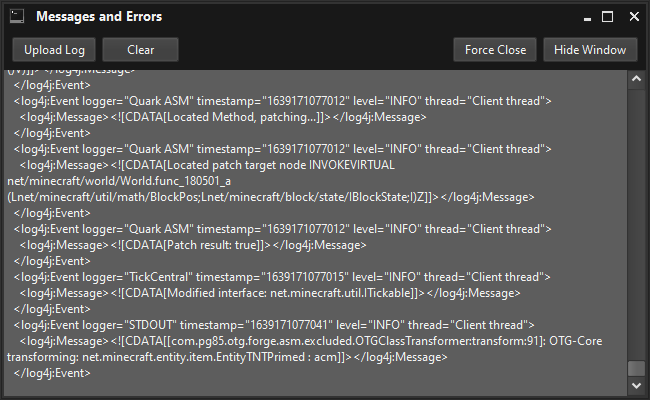 Messages and Errors
Upload Log
Clear
Force Close
Hide Window
()V)]]></log4j:Message>
</log4j:Event>
<log4j:Event logger="Quark ASM" timestamp="1639171077012" level="INFO" thread="Client thread">
<log4j:Message><![CDATA[Located Method, patching...]]></log4j:Message>
</log4j:Event>
<log4j:Event logger="Quark ASM" timestamp="1639171077012" level="INFO" thread="Client thread">
<log4j:Message><![CDATA[Located patch target node INVOKEVIRTUAL
net/minecraft/world/World.func_180501_a
(Lnet/minecraft/util/math/BlockPos;Lnet/minecraft/block/state/IBlockState;I)Z]]></log4j:Message>
</log4j:Event>
<log4j:Event logger="Quark ASM" timestamp="1639171077012" level="INFO" thread="Client thread">
<log4j:Message><![CDATA[Patch result: true]]></log4j:Message>
</log4j:Event>
<log4j:Event logger="TickCentral" timestamp="1639171077015" level="INFO" thread="Client thread">
<log4j:Message><![CDATA[Modified interface: net.minecraft.util.ITickable]]></log4j:Message>
</log4j:Event>
<log4j:Event logger="STDOUT" timestamp="1639171077041" level="INFO" thread="Client thread">
<log4j:Message><![CDATA[[com.pg85.otg.forge.asm.excluded.OTGClassTransformer:transform:91]: OTG-Core
transforming: net.minecraft.entity.item.EntityTNTPrimed : acm]]></log4j:Message>
</log4j:Event>